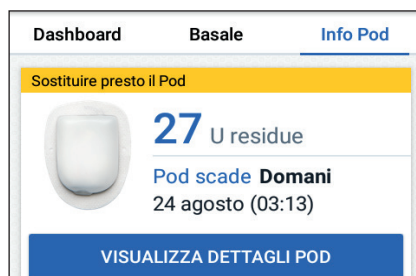 Dashboard Basale Info Pod
Sostituire presto il Pod
27 U residue
Pod scade Domani
24 agosto (03:13)
VISUALIZZA DETTAGLI POD